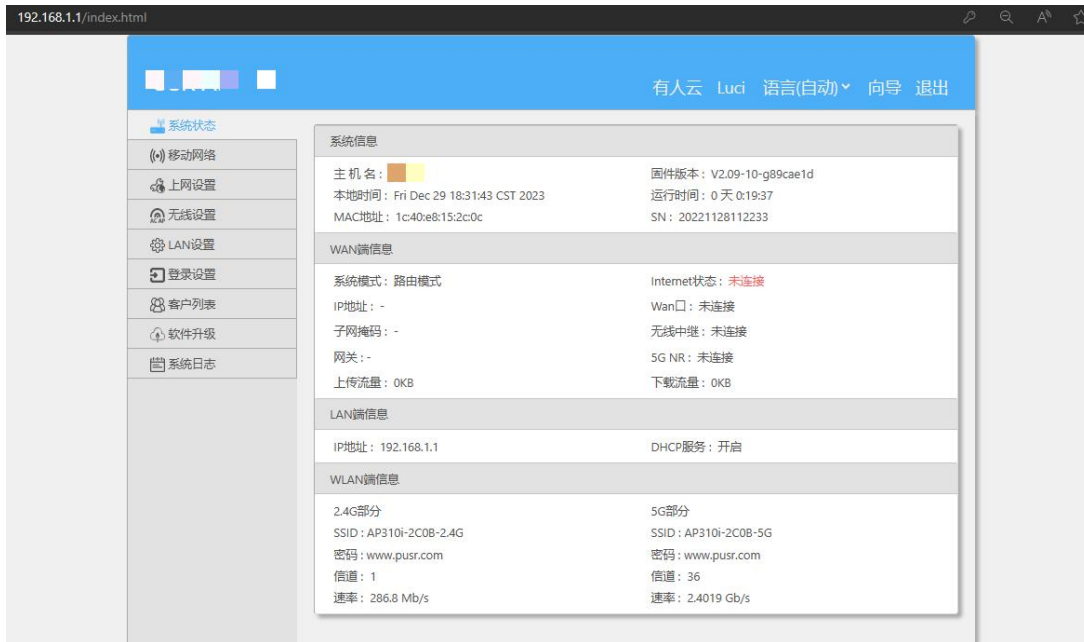 192.168.1.1/index.html
有人云 Luci 语言(自动) 向导 退出
系统状态
移动网络
上网设置
无线设置
LAN设置
登录设置
客户列表
软件升级
系统日志
系统信息
主机名:
固件版本: V2.09-10-g89cae1d
本地时间: Fri Dec 29 18:31:43 CST 2023
运行时间: 0 天 0:19:37
MAC地址: 1c:40:e8:15:2c:0c
SN: 20221128112233
WAN端信息
系统模式: 路由模式
Internet状态: 未连接
IP地址: -
Wan口: 未连接
子网掩码: -
无线中继: 未连接
网关: -
5G NR: 未连接
上传流量: 0KB
下载流量: 0KB
LAN端信息
IP地址: 192.168.1.1
DHCP服务: 开启
WLAN端信息
2.4G部分
5G部分
SSID : AP310i-2C0B-2.4G
SSID : AP310i-2C0B-5G
密码 : www.pusr.com
密码 : www.pusr.com
信道: 1
信道: 36
速率: 286.8 Mb/s
速率: 2.4019 Gb/s